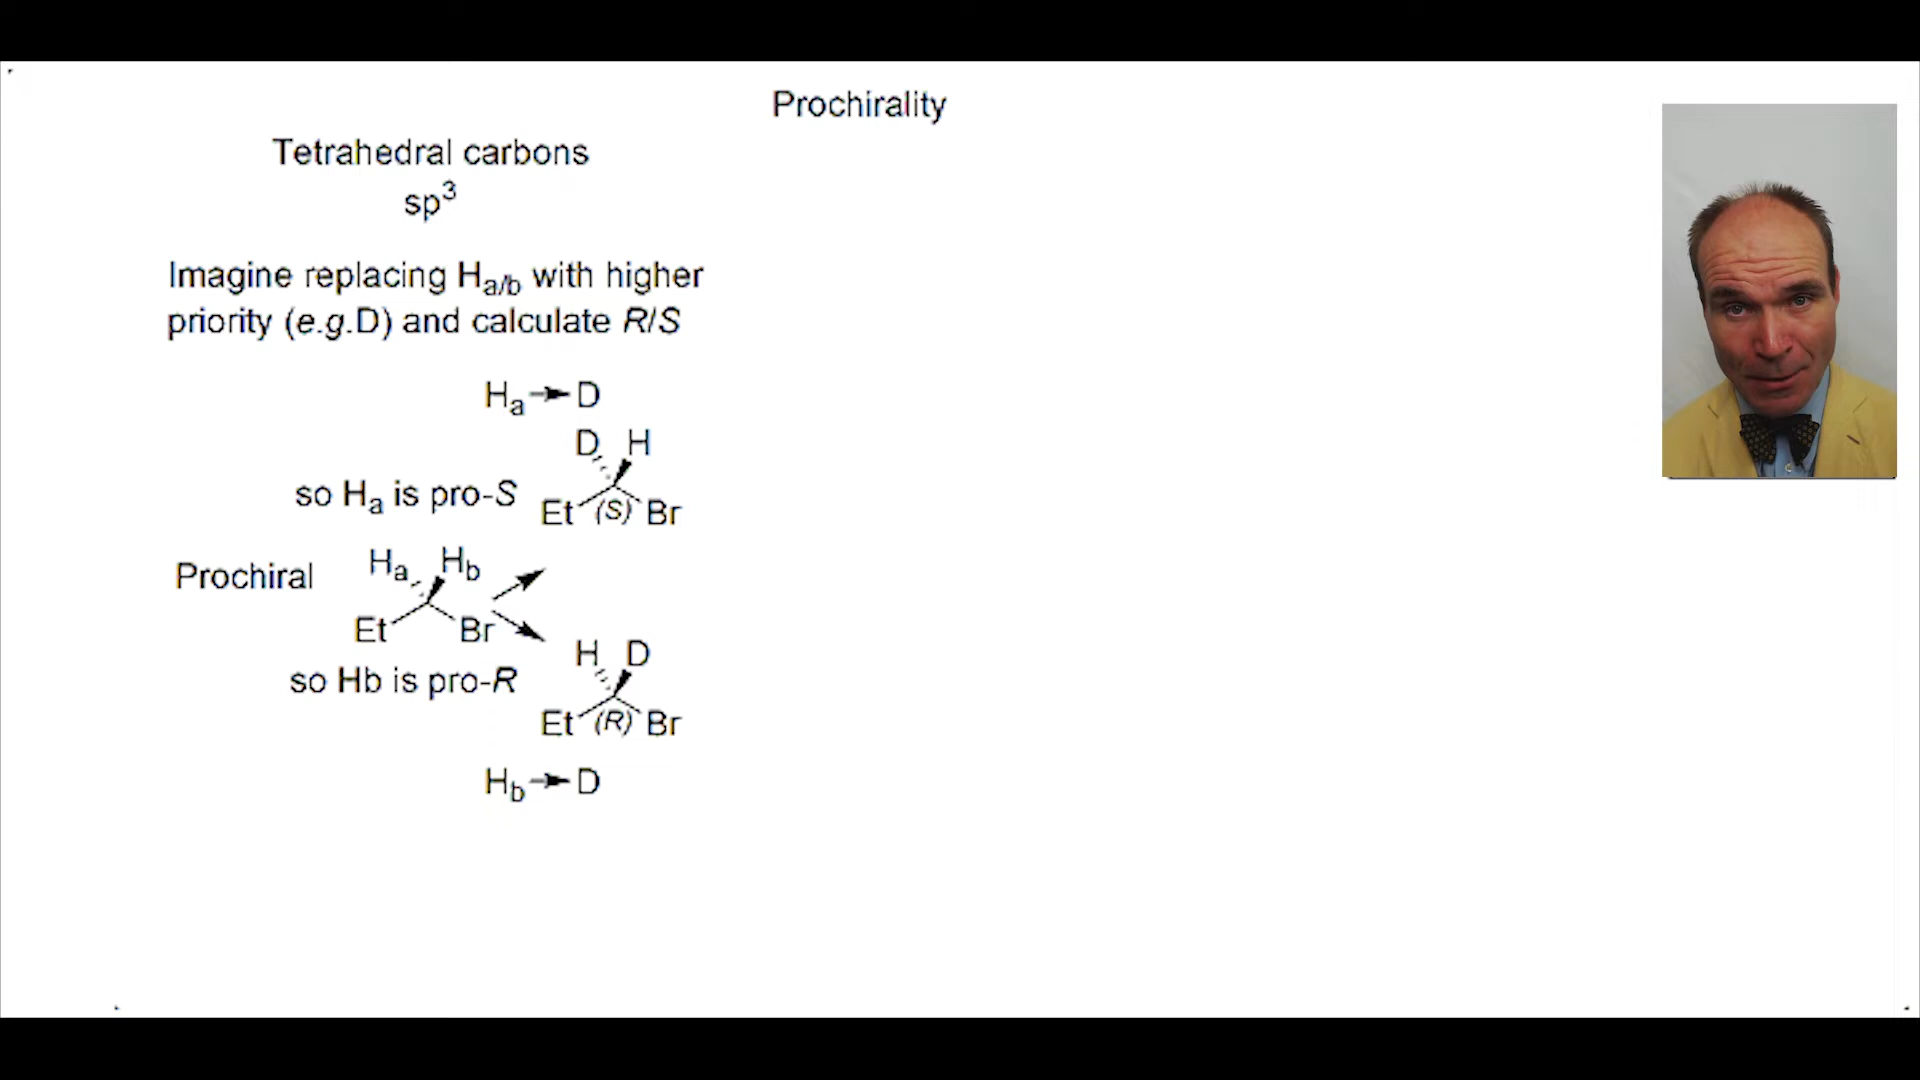 Prochirality
Tetrahedral carbons
sp³
Imagine replacing Hₐ/b with higher
priority (e.g.D) and calculate R/S
Hₐ → D
D H
so Hₐ is pro-S
Et (S) Br
Hₐ Hb
Prochiral
Et Br
H D
so Hb is pro-R
Et (R) Br
Hb → D